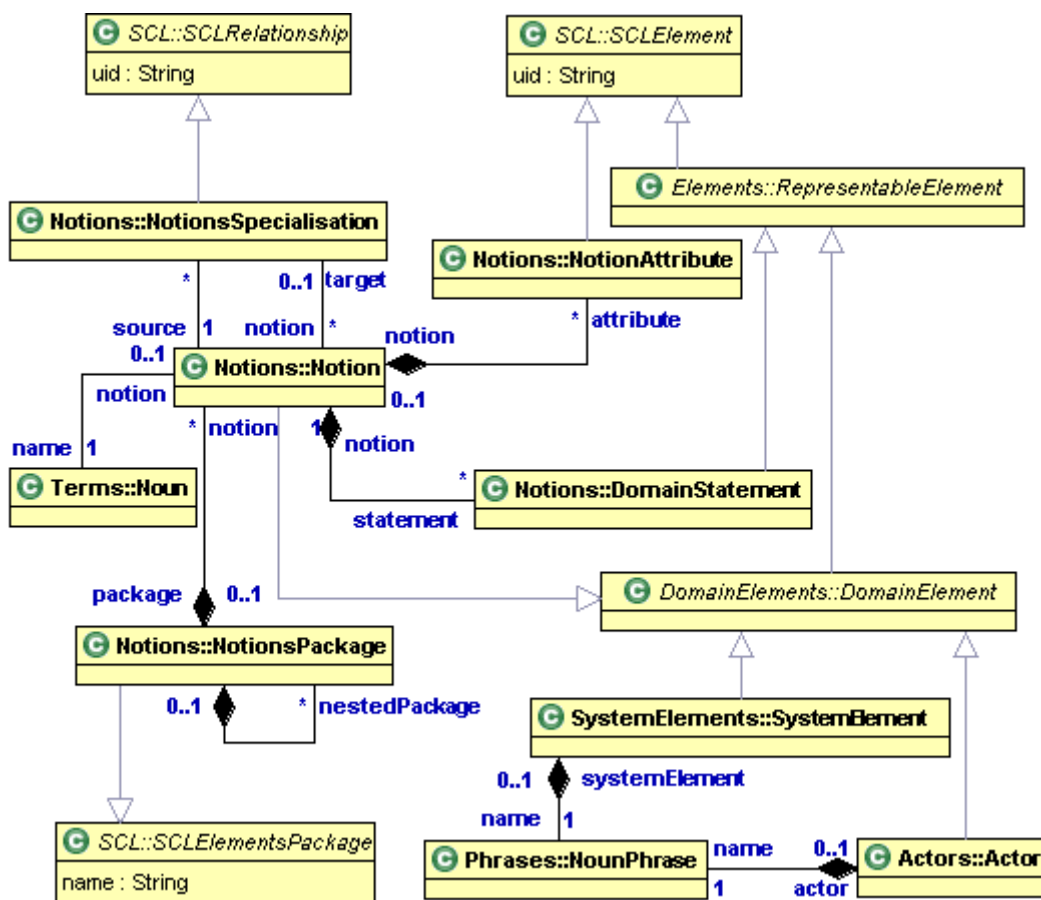 C SCL::SCLRelationship
uid : String
C SCL::SCLElement
uid : String
C Elements::RepresentableElement
C Notions::NotionsSpecialisation
C Notions::NotionAttribute
* 0..1 target
* attribute
source 1 notion * notion
0..1
C Notions::Notion
notion 0..1
* notion 1 notion
name 1
C Terms::Noun
*
C Notions::DomainStatement
statement
package 0..1
C DomainElements::DomainElement
C Notions::NotionsPackage
0..1 * nestedPackage
C SystemElements::SystemElement
0..1 systemElement
name 1
C SCL::SCLElementsPackage
name : String
C Phrases::NounPhrase
name 0..1
1 actor
C Actors::Actor